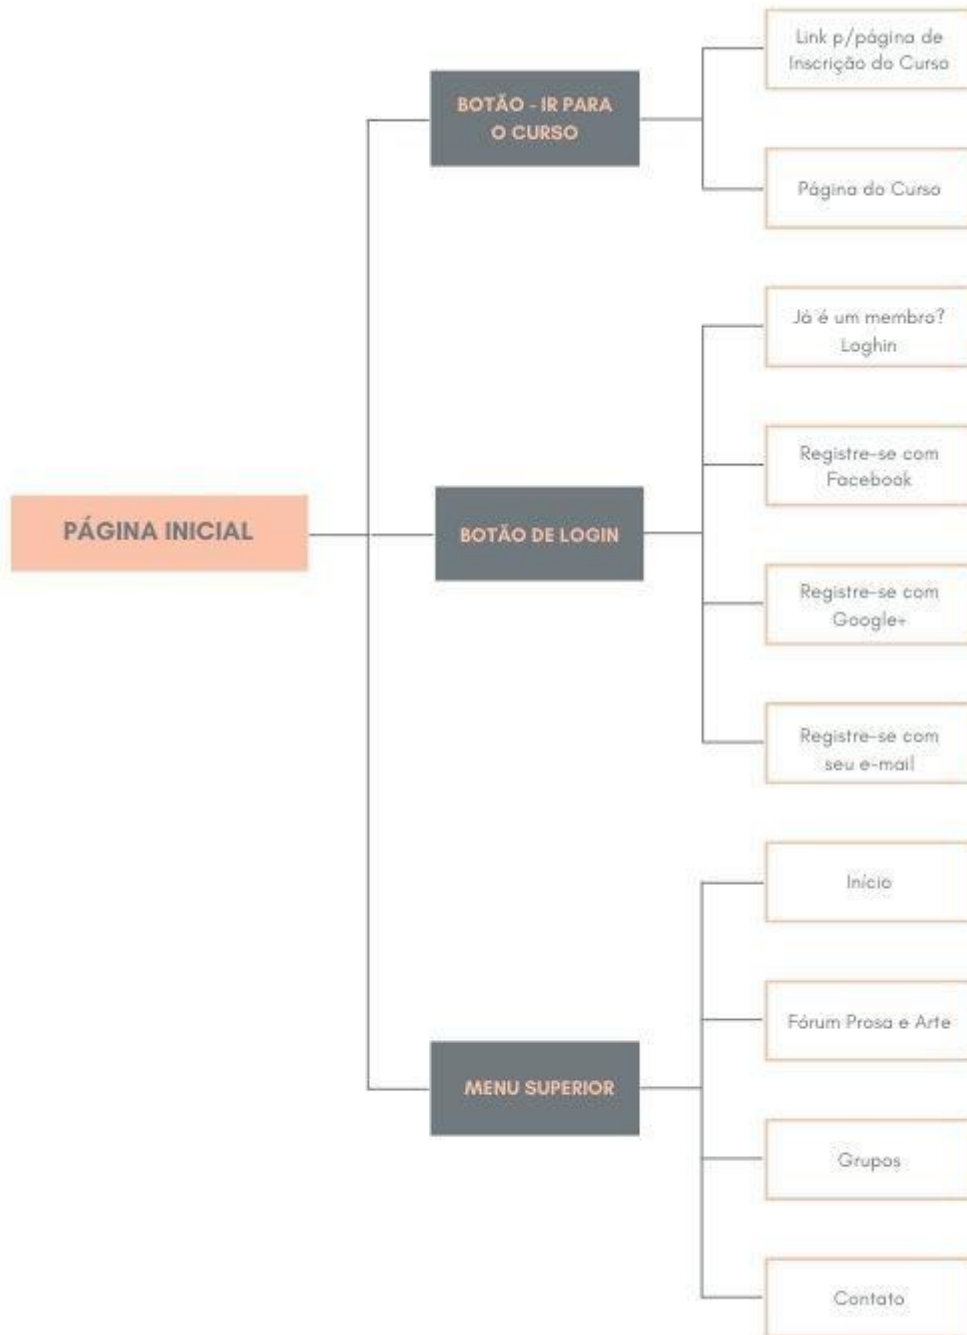 Link p/página de
Inscrição do Curso
BOTÃO - IR PARA
O CURSO
Página do Curso
Já é um membro?
Loghin
Registre-se com
Facebook
PÁGINA INICIAL
BOTÃO DE LOGIN
Registre-se com
Google+
Registre-se com
seu e-mail
Início
Fórum Prosa e Arte
MENU SUPERIOR
Grupos
Contato